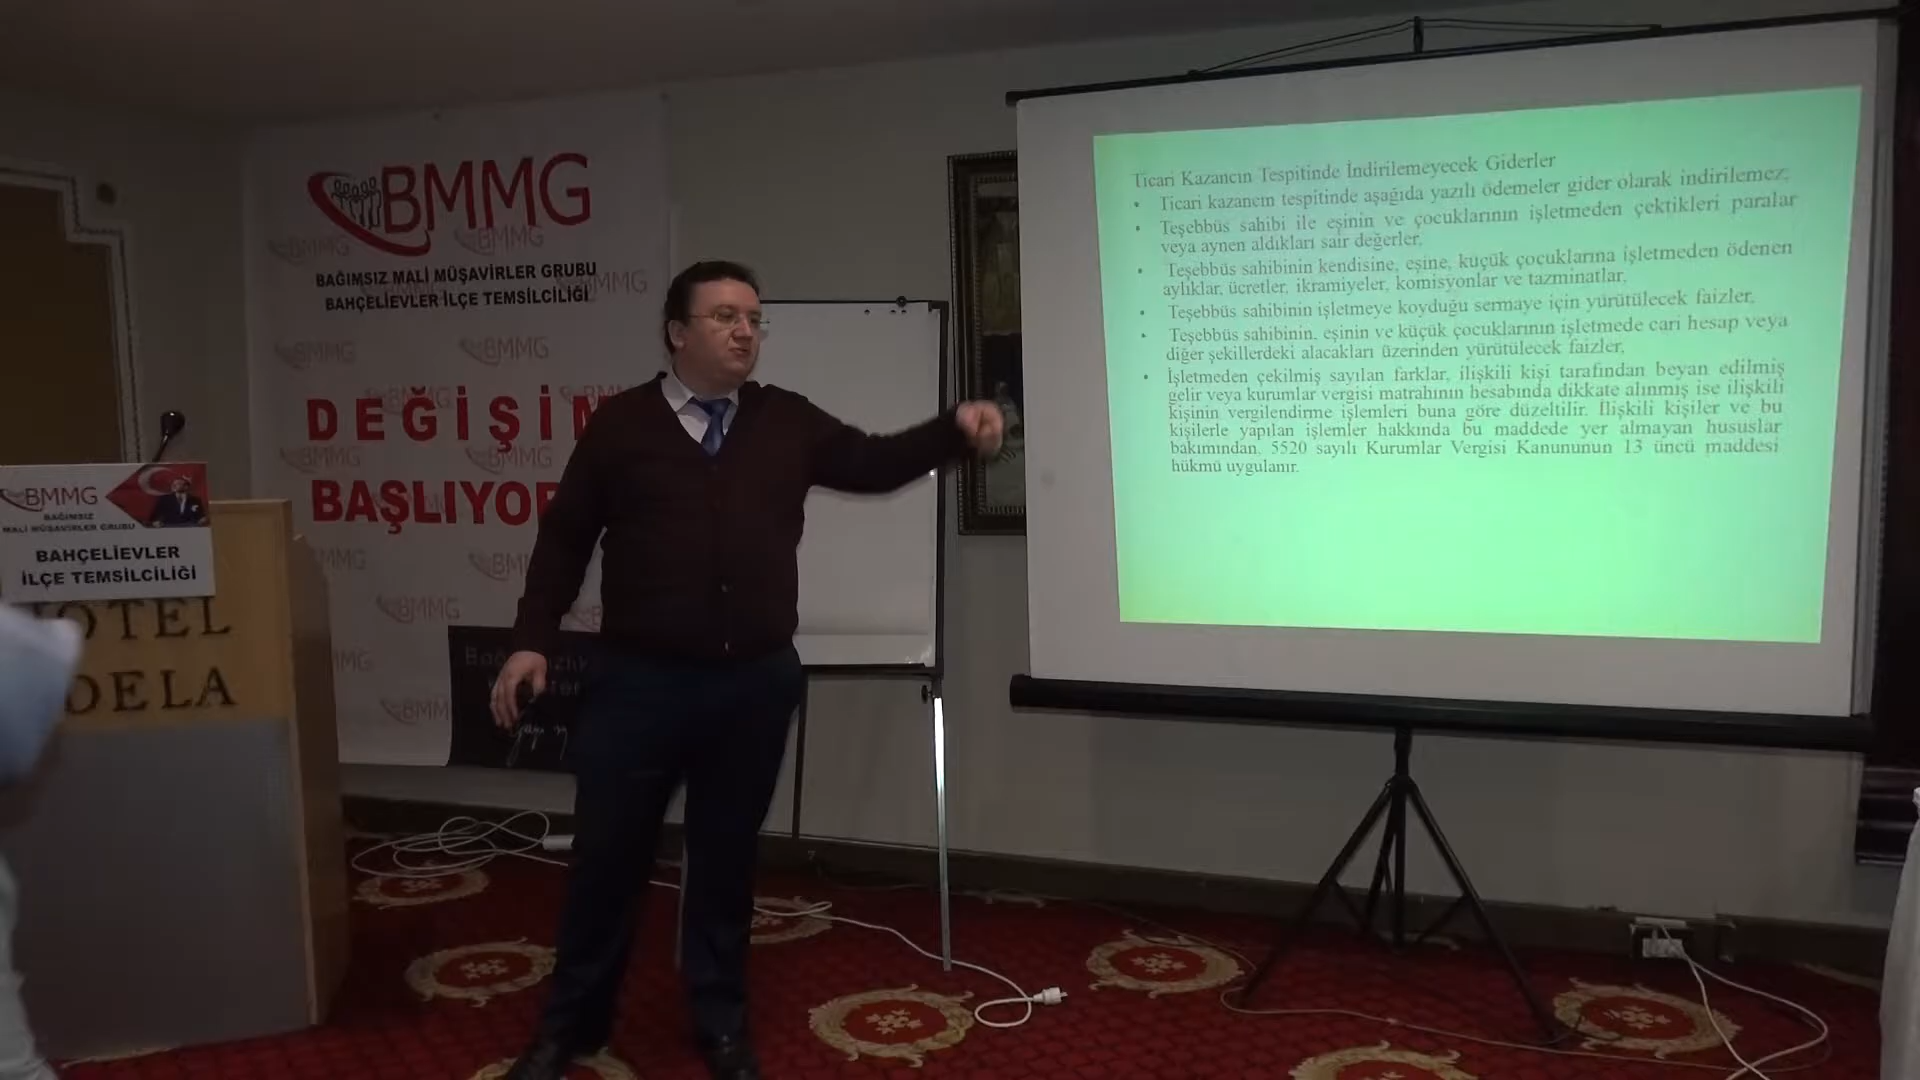 BMMG
BAĞIMSIZ MALİ MÜŞAVİRLER GRUBU
BAHÇELİEVLER İLÇE TEMSİLCİLİĞİ
DEĞİŞİM
BAŞLIYOR
BMMG
BAĞIMSIZ
MALİ MÜŞAVİRLER GRUBU
BAHÇELİEVLER
İLÇE TEMSİLCİLİĞİ
OTEL
DELA
Ticari Kazancın Tespitinde İndirilemeyecek Giderler
• Ticari kazancın tespitinde aşağıda yazılı ödemeler gider olarak indirilemez.
• Teşebbüs sahibi ile eşinin ve çocuklarının işletmeden çektikleri paralar
veya aynen aldıkları sair değerler.
• Teşebbüs sahibinin kendisine, eşine, küçük çocuklarına işletmeden ödenen
aylıklar, ücretler, ikramiyeler, komisyonlar ve tazminatlar,
• Teşebbüs sahibinin işletmeye koyduğu sermaye için yürütülecek faizler,
• Teşebbüs sahibinin, eşinin ve küçük çocuklarının işletmede cari hesap veya
diğer şekillerdeki alacakları üzerinden yürütülecek faizler,
• İşletmeden çekilmiş sayılan farklar, ilişkili kişi tarafından beyan edilmiş
gelir veya kurumlar vergisi matrahının hesabında dikkate alınmış ise ilişkili
kişinin vergilendirme işlemleri buna göre düzeltilir. İlişkili kişiler ve bu
kişilerle yapılan işlemler hakkında bu maddede yer almayan hususlar
bakımından, 5520 sayılı Kurumlar Vergisi Kanununun 13 üncü maddesi
hükmü uygulanır.